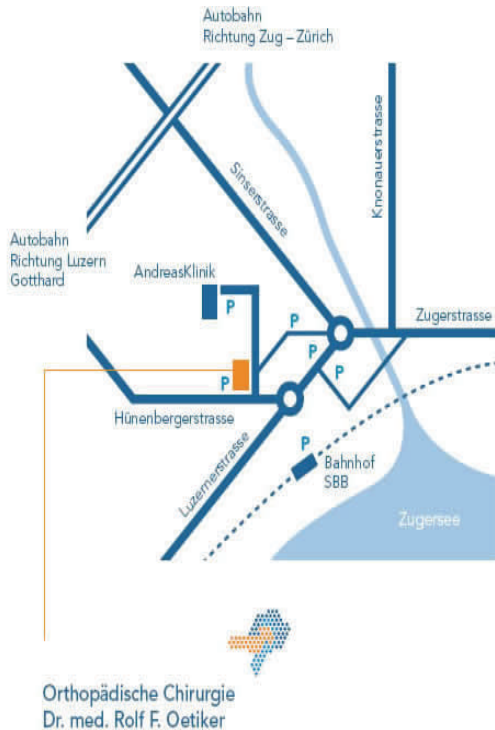 Autobahn
Richtung Zug – Zürich
Knonauerstrasse
Sinserstrasse
Autobahn
Richtung Luzern
Gotthard
AndreasKlinik
P
P
Zugerstrasse
P
P
P
Hünenbergerstrasse
Luzernerstrasse
P
Bahnhof
SBB
Zugersee
Orthopädische Chirurgie
Dr. med. Rolf F. Oetiker